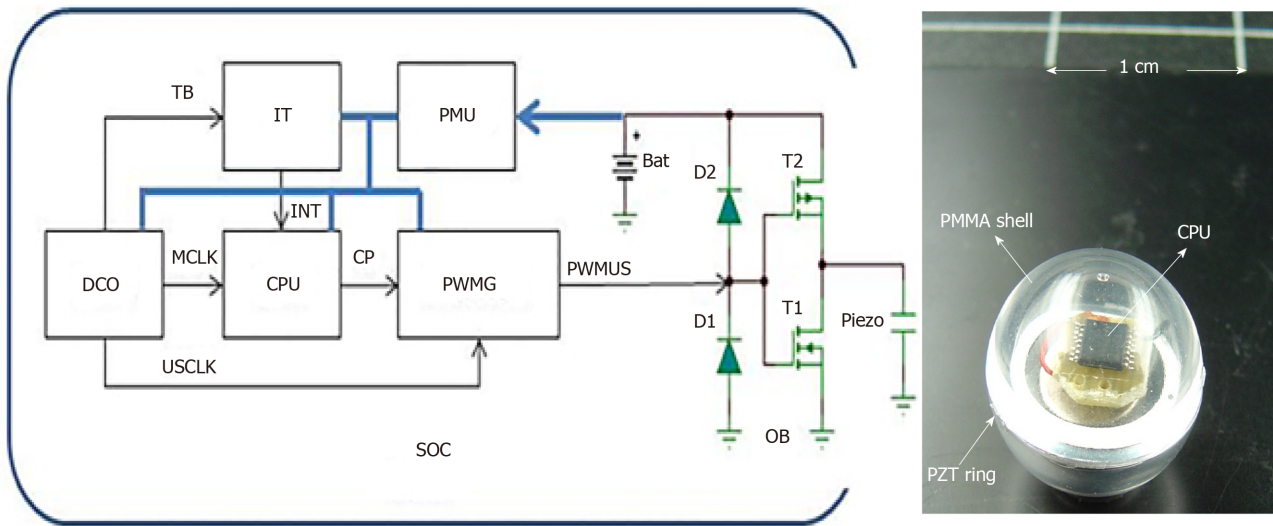 TB
IT
PMU
+
Bat
D2
T2
INT
DCO
MCLK
CPU
CP
PWMG
PWMUS
D1
T1
Piezo
USCLK
SOC
OB
1 cm
PMMA shell
CPU
PZT ring